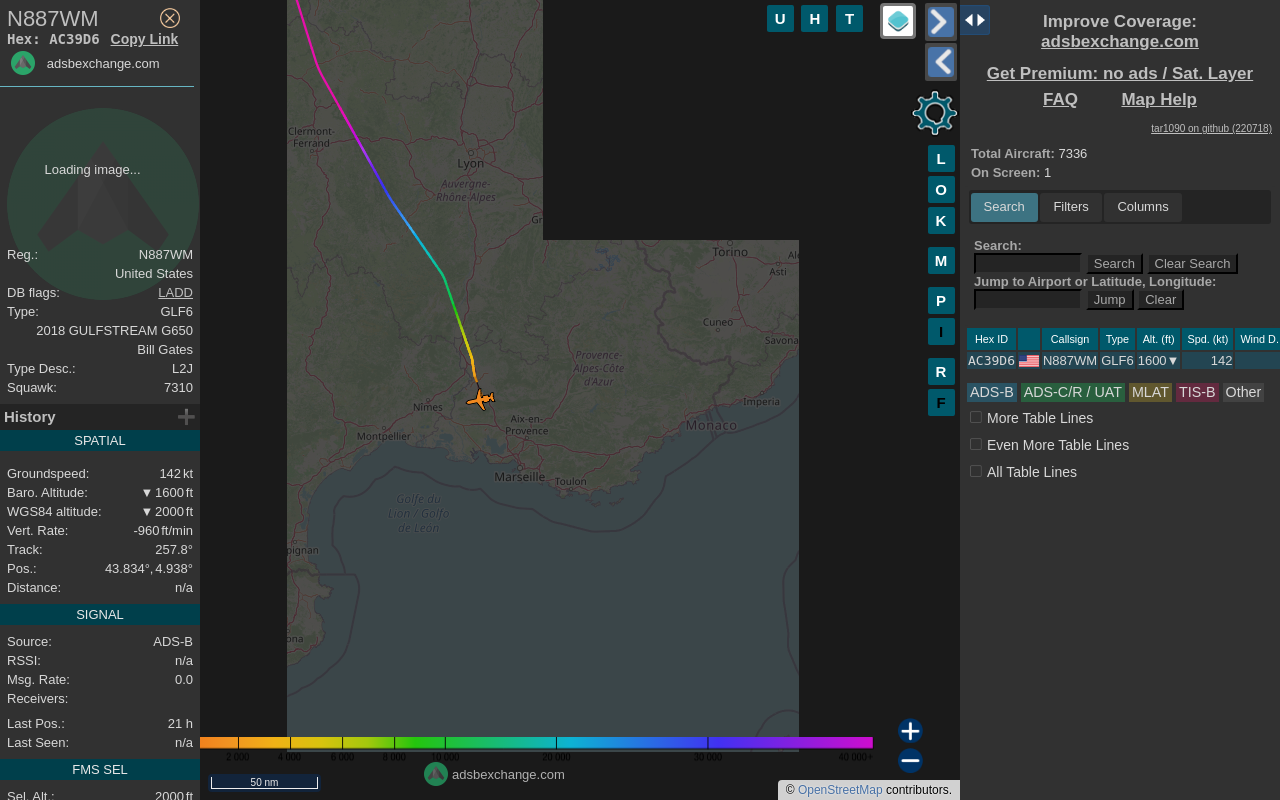 N887WM
Hex: AC39D6 Copy Link
adsbexchange.com
Loading image...
Reg.: N887WM
United States
DB flags: LADD
Type: GLF6
2018 GULFSTREAM G650
Bill Gates
Type Desc.: L2J
Squawk: 7310
History
SPATIAL
Groundspeed: 142 kt
Baro. Altitude: ▼ 1600 ft
WGS84 altitude: ▼ 2000 ft
Vert. Rate: -960 ft/min
Track: 257.8°
Pos.: 43.834°, 4.938°
Distance: n/a
SIGNAL
Source: ADS-B
RSSI: n/a
Msg. Rate: 0.0
Receivers:
Last Pos.: 21 h
Last Seen: n/a
FMS SEL
Sel. Alt.: 2000 ft
Clermont-
Ferrand
Lyon
Auvergne-
Rhône-Alpes
Gr
Torino
Asti
Cuneo
Savona
Provence-
Alpes-Côte
d'Azur
Imperia
Monaco
Nîmes
Aix-en-
Provence
Montpellier
Marseille
Toulon
Golfe du
Lion / Golfo
de Leon
pignan
ona
U H T
L
O
K
M
P
I
R
F
2 000 4 000 6 000 8 000 10 000 20 000 30 000 40 000+
50 nm
adsbexchange.com
© OpenStreetMap contributors.
Improve Coverage:
adsbexchange.com
Get Premium: no ads / Sat. Layer
FAQ Map Help
tar1090 on github (220718)
Total Aircraft: 7336
On Screen: 1
Search Filters Columns
Search:
Search Clear Search
Jump to Airport or Latitude, Longitude:
Jump Clear
Hex ID Callsign Type Alt. (ft) Spd. (kt) Wind D.
AC39D6 N887WM GLF6 1600▼ 142
ADS-B ADS-C/R / UAT MLAT TIS-B Other
More Table Lines
Even More Table Lines
All Table Lines